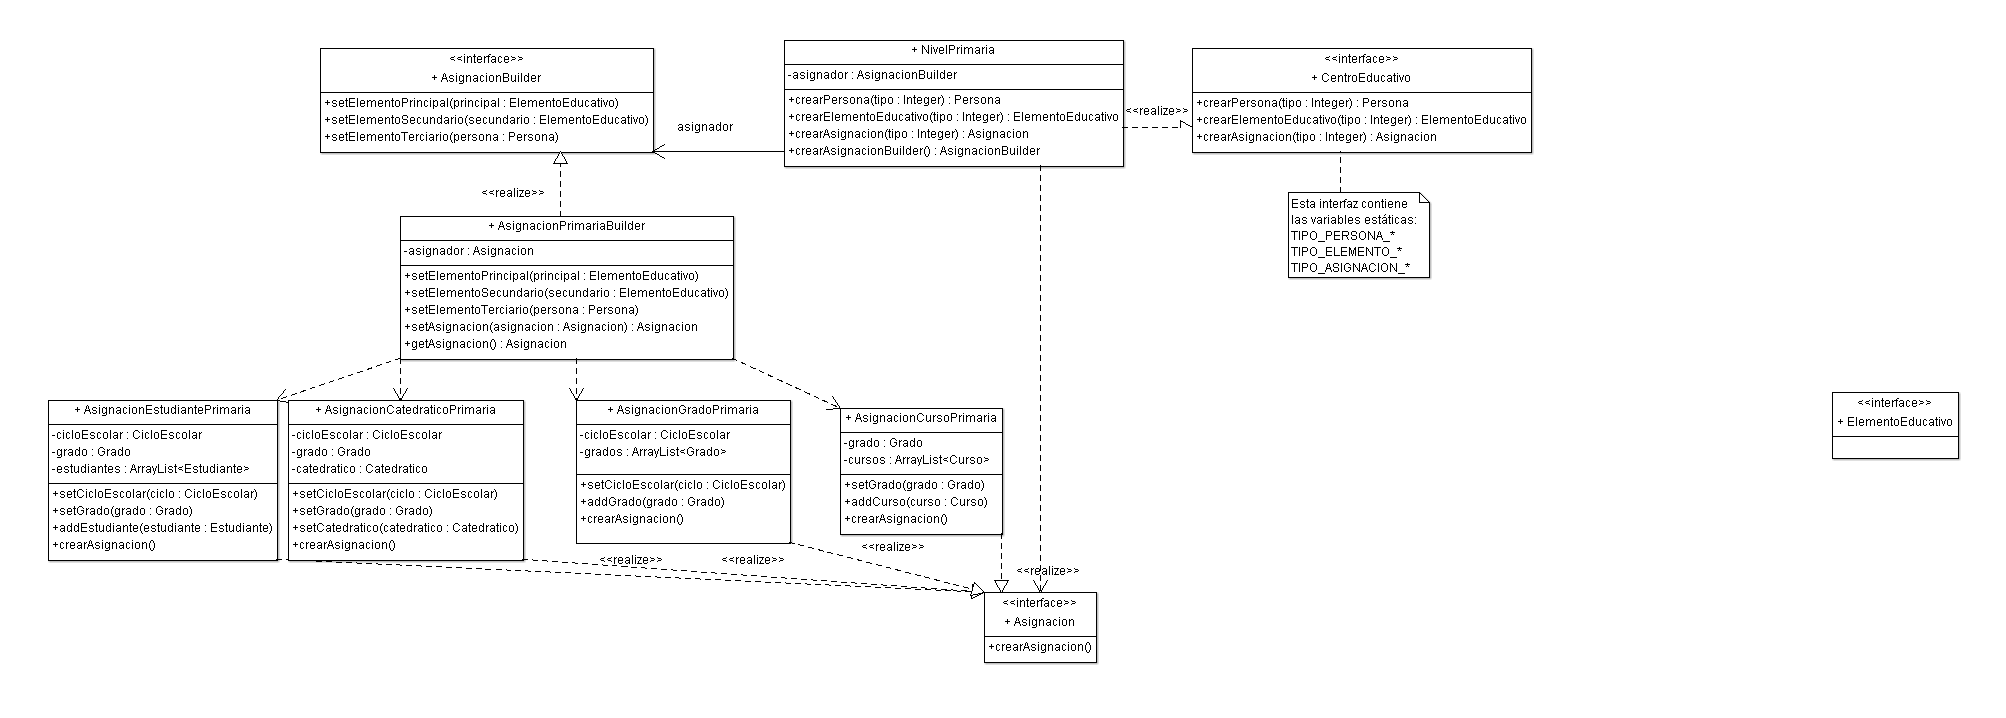 <<interface>>
+ AsignacionBuilder
+setElementoPrincipal(principal : ElementoEducativo)
+setElementoSecundario(secundario : ElementoEducativo)
+setElementoTerciario(persona : Persona)
asignador
+ NivelPrimaria
-asignador : AsignacionBuilder
+crearPersona(tipo : Integer) : Persona
+crearElementoEducativo(tipo : Integer) : ElementoEducativo
+crearAsignacion(tipo : Integer) : Asignacion
+crearAsignacionBuilder() : AsignacionBuilder
<<realize>>
<<interface>>
+ CentroEducativo
+crearPersona(tipo : Integer) : Persona
+crearElementoEducativo(tipo : Integer) : ElementoEducativo
+crearAsignacion(tipo : Integer) : Asignacion
Esta interfaz contiene
las variables estáticas:
TIPO_PERSONA_*
TIPO_ELEMENTO_*
TIPO_ASIGNACION_*
<<realize>>
+ AsignacionPrimariaBuilder
-asignador : Asignacion
+setElementoPrincipal(principal : ElementoEducativo)
+setElementoSecundario(secundario : ElementoEducativo)
+setElementoTerciario(persona : Persona)
+setAsignacion(asignacion : Asignacion) : Asignacion
+getAsignacion() : Asignacion
+ AsignacionEstudiantePrimaria
-cicloEscolar : CicloEscolar
-grado : Grado
-estudiantes : ArrayList<Estudiante>
+setCicloEscolar(ciclo : CicloEscolar)
+setGrado(grado : Grado)
+addEstudiante(estudiante : Estudiante)
+crearAsignacion()
+ AsignacionCatedraticoPrimaria
-cicloEscolar : CicloEscolar
-grado : Grado
-catedratico : Catedratico
+setCicloEscolar(ciclo : CicloEscolar)
+setGrado(grado : Grado)
+setCatedratico(catedratico : Catedratico)
+crearAsignacion()
+ AsignacionGradoPrimaria
-cicloEscolar : CicloEscolar
-grados : ArrayList<Grado>
+setCicloEscolar(ciclo : CicloEscolar)
+addGrado(grado : Grado)
+crearAsignacion()
+ AsignacionCursoPrimaria
-grado : Grado
-cursos : ArrayList<Curso>
+setGrado(grado : Grado)
+addCurso(curso : Curso)
+crearAsignacion()
<<interface>>
+ ElementoEducativo
<<realize>>
<<realize>>
<<realize>>
<<realize>>
<<interface>>
+ Asignacion
+crearAsignacion()